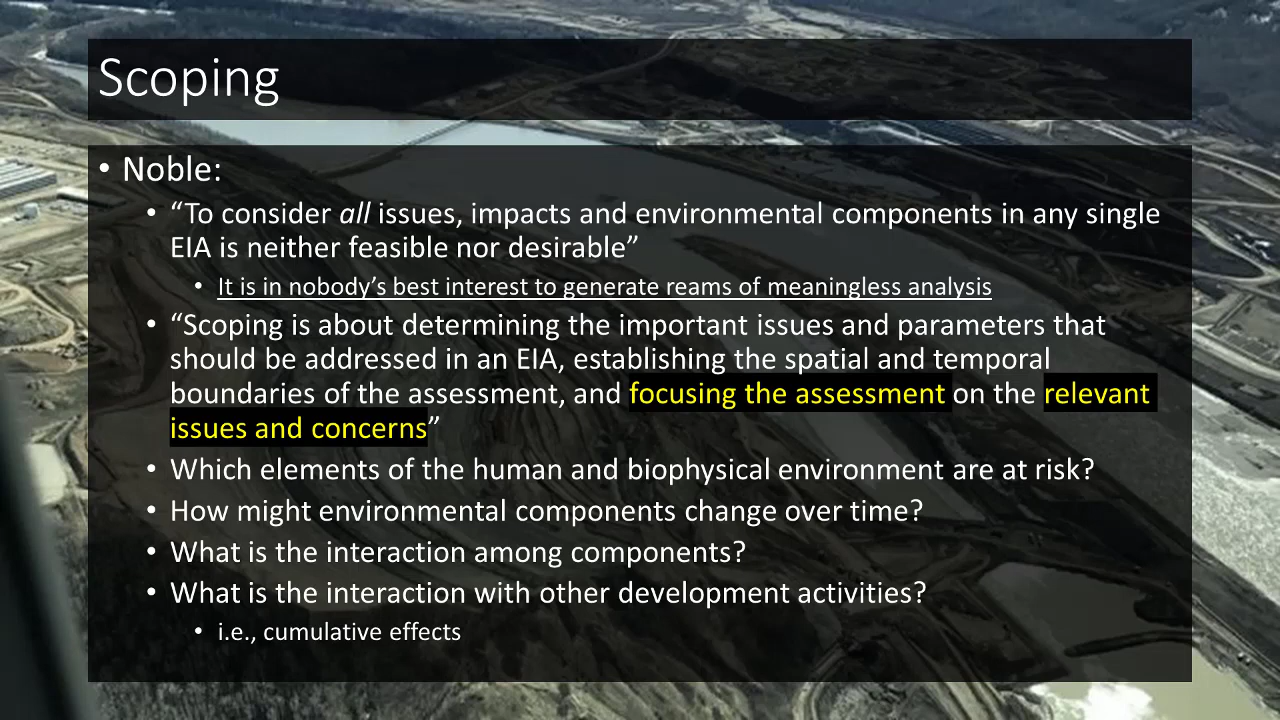 Scoping
• Noble:
• “To consider all issues, impacts and environmental components in any single
EIA is neither feasible nor desirable”
• It is in nobody’s best interest to generate reams of meaningless analysis
• “Scoping is about determining the important issues and parameters that
should be addressed in an EIA, establishing the spatial and temporal
boundaries of the assessment, and focusing the assessment on the relevant
issues and concerns”
• Which elements of the human and biophysical environment are at risk?
• How might environmental components change over time?
• What is the interaction among components?
• What is the interaction with other development activities?
• i.e., cumulative effects